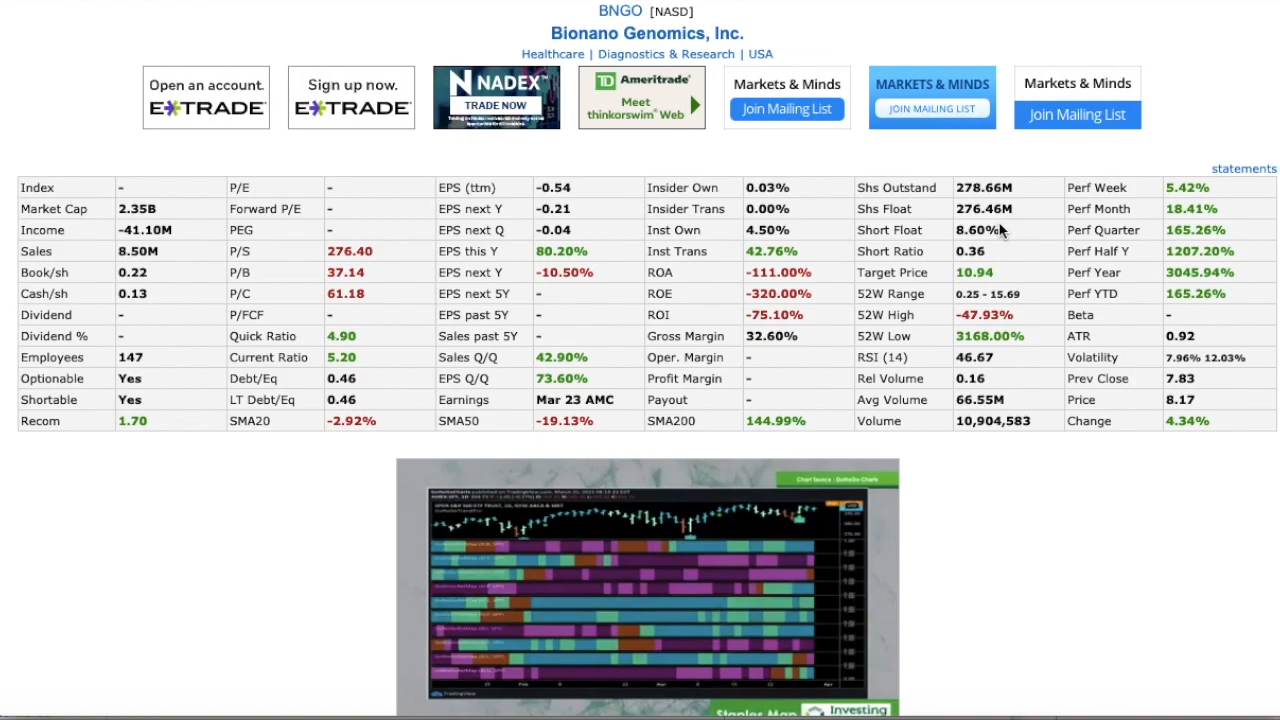 BNGO [NASD]
Bionano Genomics, Inc.
Healthcare | Diagnostics & Research | USA
Open an account. E*TRADE
Sign up now. E*TRADE
NADEX TRADE NOW
TD Ameritrade Meet thinkorswim® Web
Markets & Minds Join Mailing List
MARKETS & MINDS JOIN MAILING LIST
Markets & Minds Join Mailing List
statements
Index - P/E - EPS (ttm) -0.54 Insider Own 0.03% Shs Outstand 278.66M Perf Week 5.42%
Market Cap 2.35B Forward P/E - EPS next Y -0.21 Insider Trans 0.00% Shs Float 276.46M Perf Month 18.41%
Income -41.10M PEG - EPS next Q -0.04 Inst Own 4.50% Short Float 8.60% Perf Quarter 165.26%
Sales 8.50M P/S 276.40 EPS this Y 80.20% Inst Trans 42.76% Short Ratio 0.36 Perf Half Y 1207.20%
Book/sh 0.22 P/B 37.14 EPS next Y -10.50% ROA -111.00% Target Price 10.94 Perf Year 3045.94%
Cash/sh 0.13 P/C 61.18 EPS next 5Y - ROE -320.00% 52W Range 0.25 - 15.69 Perf YTD 165.26%
Dividend - P/FCF - EPS past 5Y - ROI -75.10% 52W High -47.93% Beta -
Dividend % - Quick Ratio 4.90 Sales past 5Y - Gross Margin 32.60% 52W Low 3168.00% ATR 0.92
Employees 147 Current Ratio 5.20 Sales Q/Q 42.90% Oper. Margin - RSI (14) 46.67 Volatility 7.96% 12.03%
Optionable Yes Debt/Eq 0.46 EPS Q/Q 73.60% Profit Margin - Rel Volume 0.16 Prev Close 7.83
Shortable Yes LT Debt/Eq 0.46 Earnings Mar 23 AMC Payout - Avg Volume 66.55M Price 8.17
Recom 1.70 SMA20 -2.92% SMA50 -19.13% SMA200 144.99% Volume 10,904,583 Change 4.34%
Chart Source : GoNoGo Charts
TradingView
Staples Map
Investing